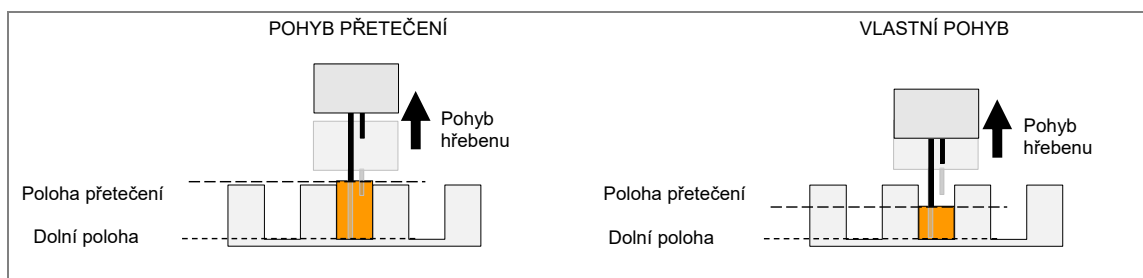 POHYB PŘETEČENÍ
Pohyb
hřebenu
Poloha přetečení
Dolní poloha
VLASTNÍ POHYB
Pohyb
hřebenu
Poloha přetečení
Dolní poloha